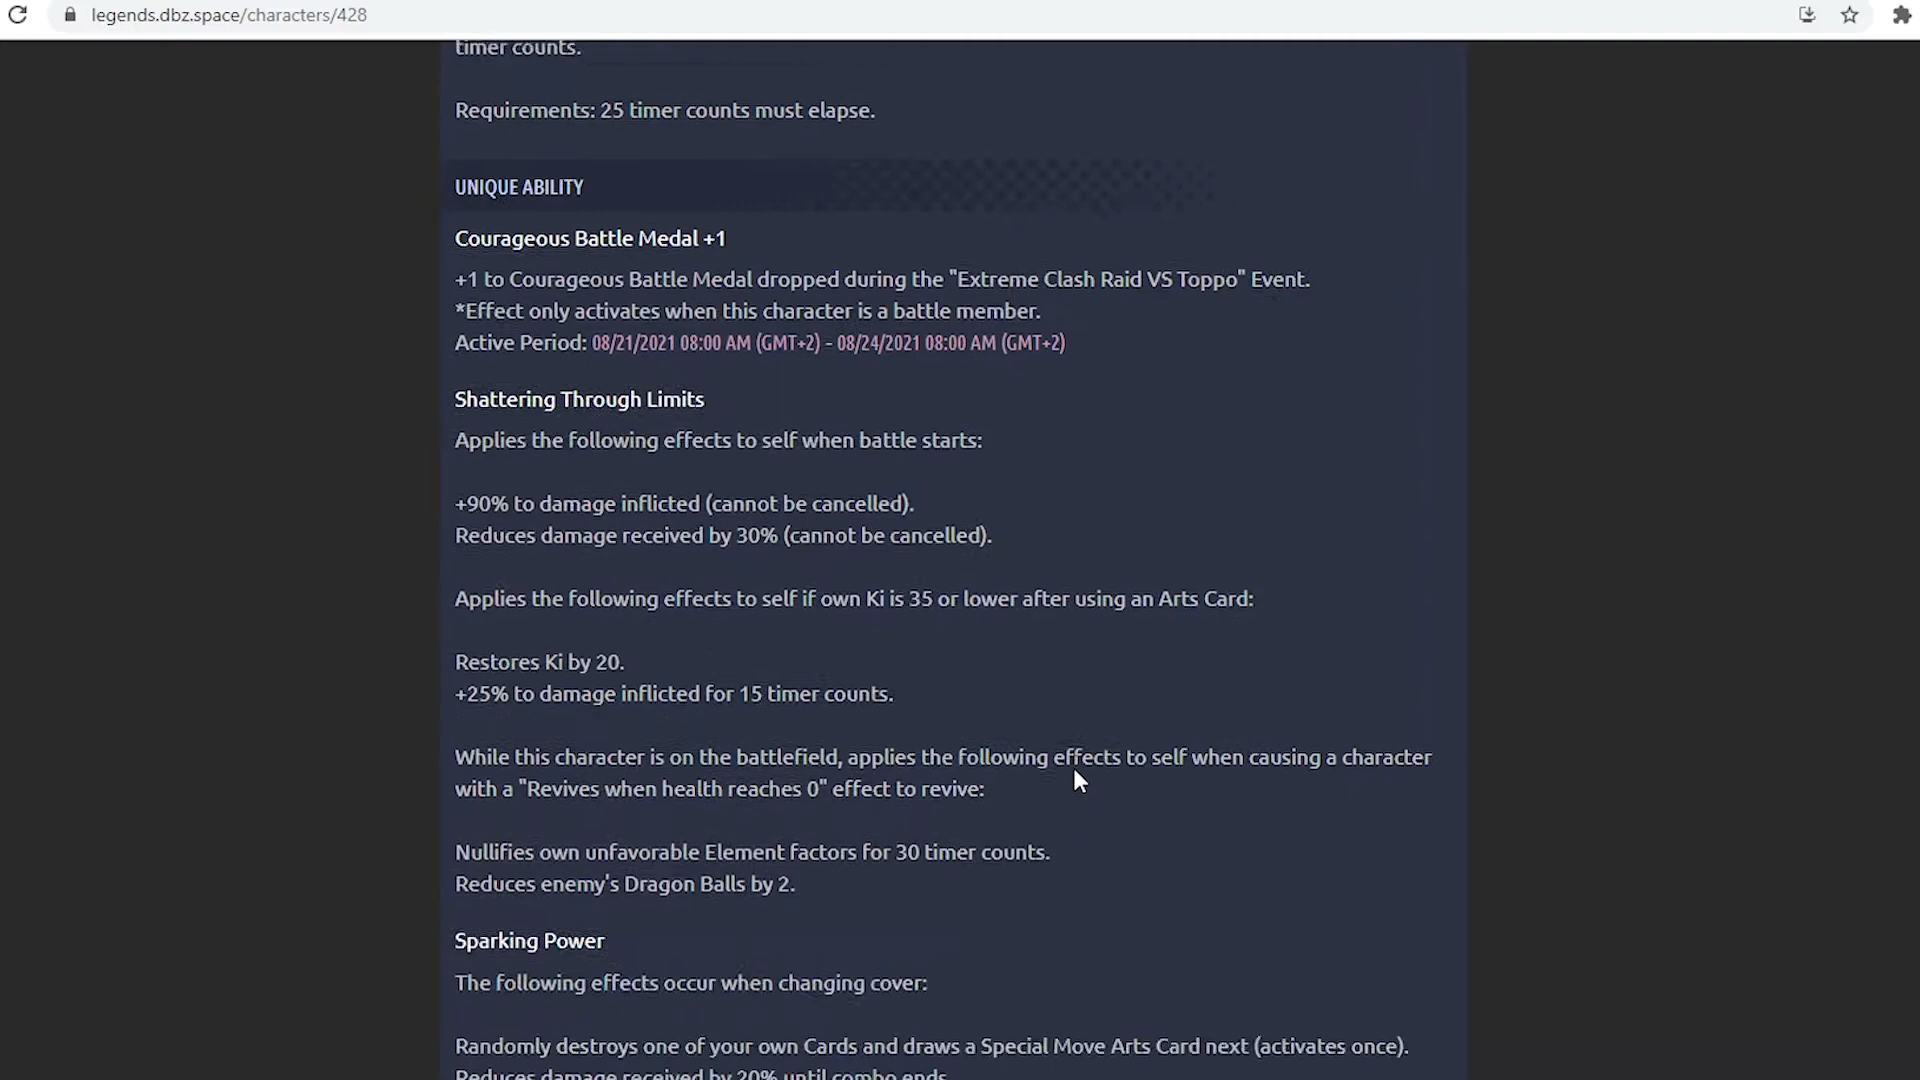 legends.dbz.space/characters/428
timer counts.
Requirements: 25 timer counts must elapse.
UNIQUE ABILITY
Courageous Battle Medal +1
+1 to Courageous Battle Medal dropped during the "Extreme Clash Raid VS Toppo" Event.
*Effect only activates when this character is a battle member.
Active Period: 08/21/2021 08:00 AM (GMT+2) - 08/24/2021 08:00 AM (GMT+2)
Shattering Through Limits
Applies the following effects to self when battle starts:
+90% to damage inflicted (cannot be cancelled).
Reduces damage received by 30% (cannot be cancelled).
Applies the following effects to self if own Ki is 35 or lower after using an Arts Card:
Restores Ki by 20.
+25% to damage inflicted for 15 timer counts.
While this character is on the battlefield, applies the following effects to self when causing a character
with a "Revives when health reaches 0" effect to revive:
Nullifies own unfavorable Element factors for 30 timer counts.
Reduces enemy's Dragon Balls by 2.
Sparking Power
The following effects occur when changing cover:
Randomly destroys one of your own Cards and draws a Special Move Arts Card next (activates once).
Reduces damage received by 20% until combo ends.